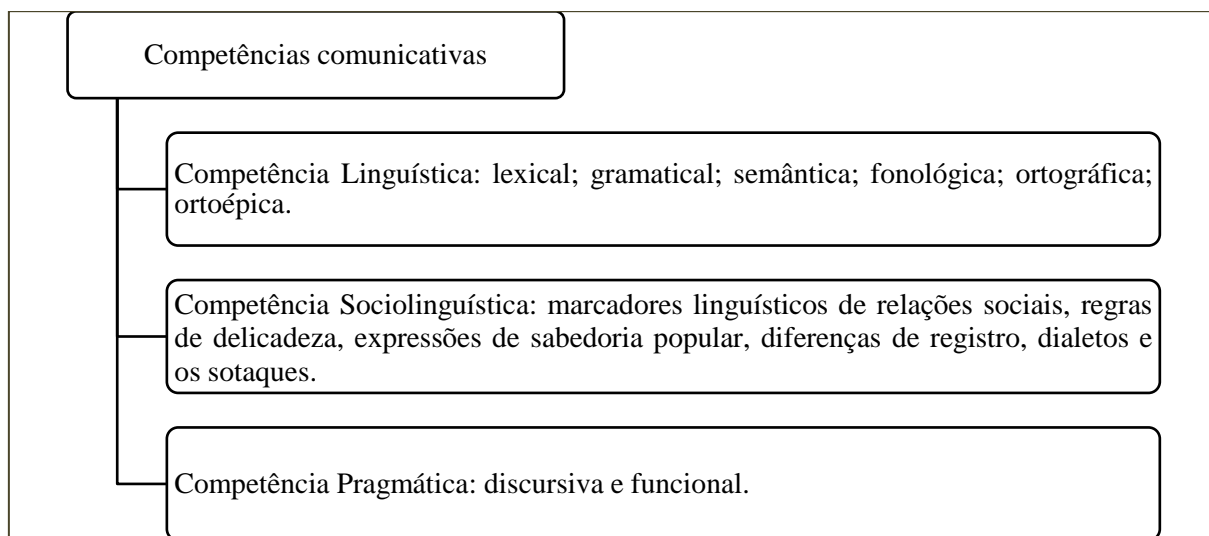 Competências comunicativas
Competência Linguística: lexical; gramatical; semântica; fonológica; ortográfica;
ortoépica.
Competência Sociolinguística: marcadores linguísticos de relações sociais, regras
de delicadeza, expressões de sabedoria popular, diferenças de registro, dialetos e
os sotaques.
Competência Pragmática: discursiva e funcional.